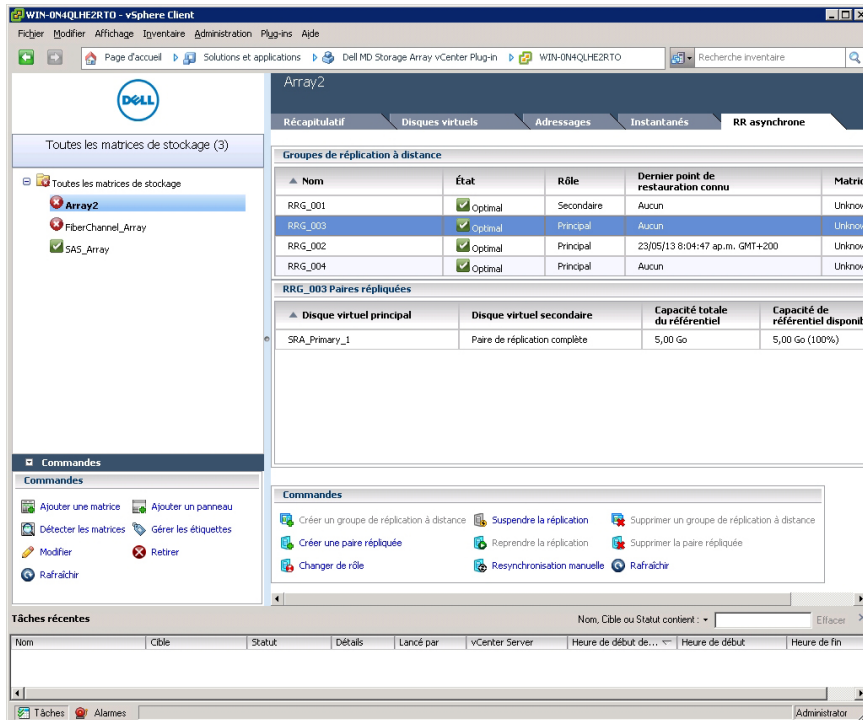 WIN-0N4QLHE2RTO - vSphere Client
Fichier Modifier Affichage Inventaire Administration Plug-ins Aide
Page d'accueil Solutions et applications Dell MD Storage Array vCenter Plug-in WIN-0N4QLHE2RTO Recherche inventaire
DELL
Toutes les matrices de stockage (3)
Toutes les matrices de stockage
Array2
FiberChannel_Array
SAS_Array
Array2
Récapitulatif Disques virtuels Adressages Instantanés RR asynchrone
Groupes de réplication à distance
Nom État Rôle Dernier point de restauration connu Matric
RRG_001 Optimal Secondaire Aucun Unknow
RRG_003 Optimal Principal Aucun Unknow
RRG_002 Optimal Principal 23/05/13 8:04:47 ap.m. GMT+200 Unknow
RRG_004 Optimal Principal Aucun Unknow
RRG_003 Paires répliquées
Disque virtuel principal Disque virtuel secondaire Capacité totale du référentiel Capacité de référentiel disponib
SRA_Primary_1 Paire de réplication complète 5,00 Go 5,00 Go (100%)
Commandes
Commandes
Ajouter une matrice Ajouter un panneau
Détecter les matrices Gérer les étiquettes
Modifier Retirer
Rafraîchir
Commandes
Créer un groupe de réplication à distance Suspendre la réplication Supprimer un groupe de réplication à distance
Créer une paire répliquée Reprendre la réplication Supprimer la paire répliquée
Changer de rôle Resynchronisation manuelle Rafraîchir
Tâches récentes Nom, Cible ou Statut contient : Effacer
Nom Cible Statut Détails Lancé par vCenter Server Heure de début de... Heure de début Heure de fin
Tâches Alarmes Administrator